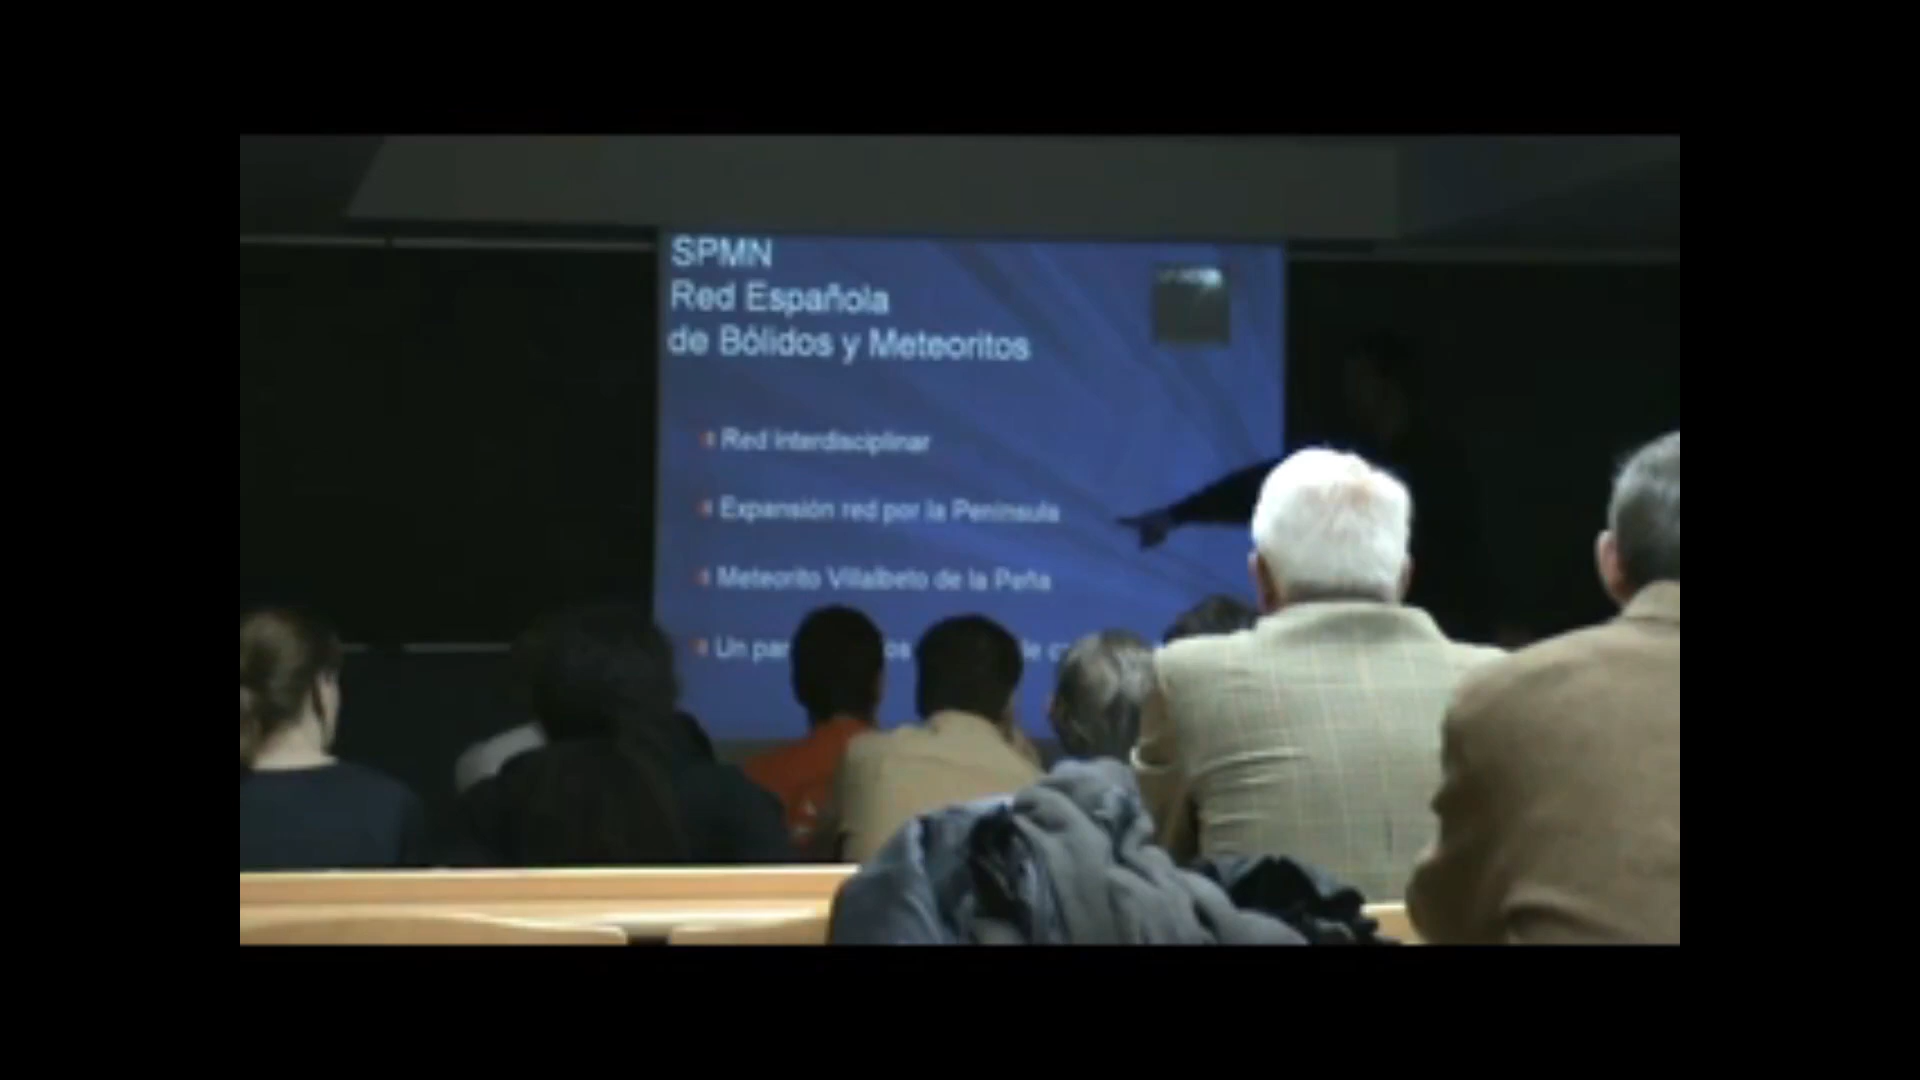 SPMN
Red Española
de Bólidos y Meteoritos
Red Interdisciplinar
Expansión red por la Península
Meteorito Villalbeto de la Peña
Un